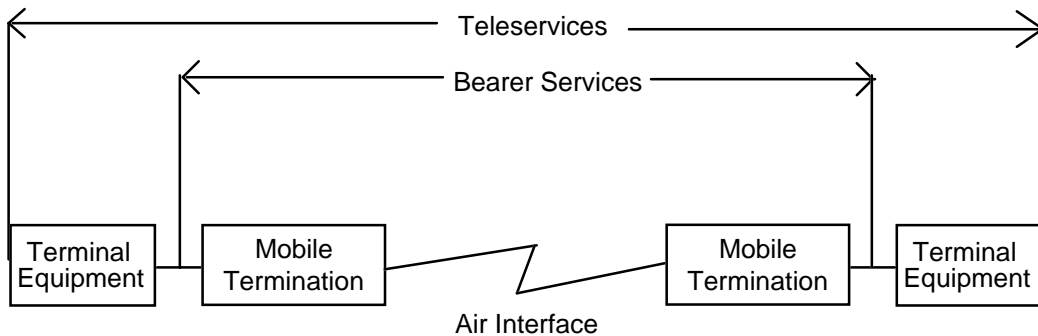 Teleservices
Bearer Services
Terminal
Equipment
Mobile
Termination
Mobile
Termination
Terminal
Equipment
Air Interface